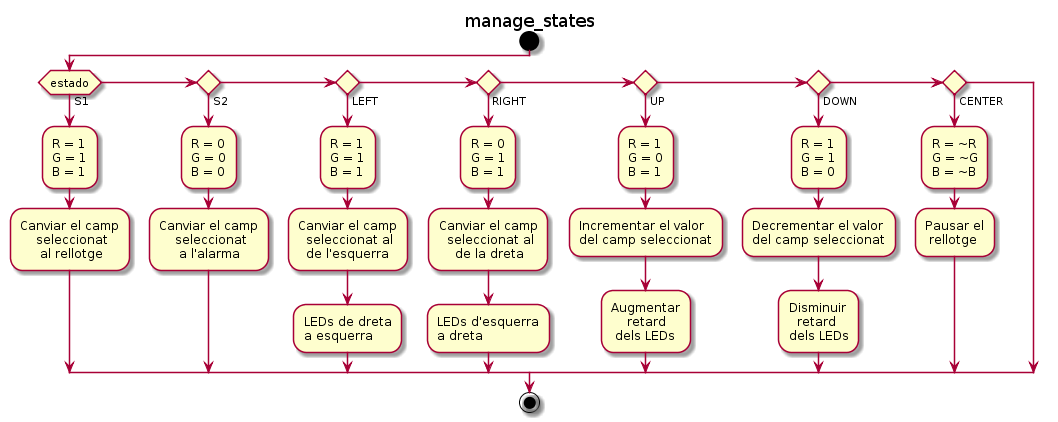 manage_states
estado
S1
R = 1
G = 1
B = 1
Canviar el camp
seleccionat
al rellotge
S2
R = 0
G = 0
B = 0
Canviar el camp
seleccionat
a l'alarma
LEFT
R = 1
G = 1
B = 1
Canviar el camp
seleccionat al
de l'esquerra
LEDs de dreta
a esquerra
RIGHT
R = 0
G = 1
B = 1
Canviar el camp
seleccionat al
de la dreta
LEDs d'esquerra
a dreta
UP
R = 1
G = 0
B = 1
Incrementar el valor
del camp seleccionat
Augmentar
retard
dels LEDs
DOWN
R = 1
G = 1
B = 0
Decrementar el valor
del camp seleccionat
Disminuir
retard
dels LEDs
CENTER
R = ~R
G = ~G
B = ~B
Pausar el
rellotge